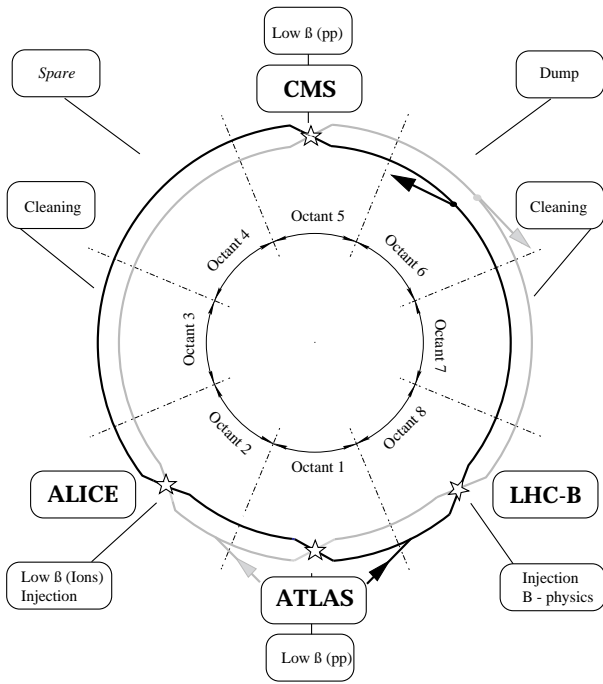 Low ß (pp)
CMS
Spare
Dump
Cleaning
Cleaning
Octant 5
Octant 4
Octant 6
Octant 3
Octant 7
Octant 2
Octant 8
Octant 1
ALICE
LHC-B
Low ß (Ions)
Injection
ATLAS
Injection
B - physics
Low ß (pp)